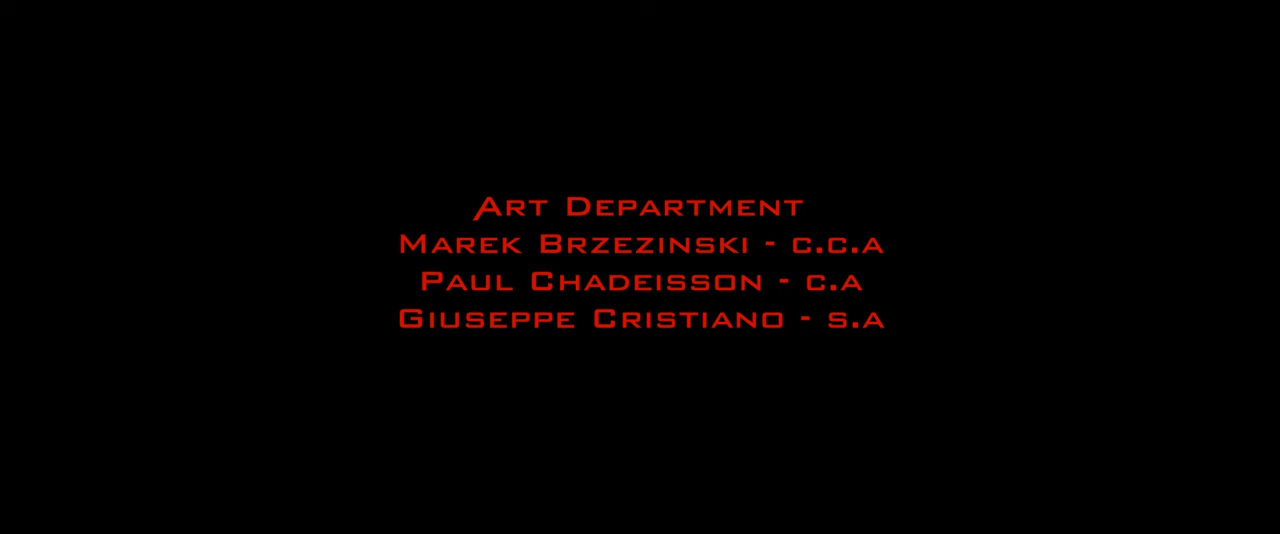 Art Department
Marek Brzezinski - c.c.a
Paul Chadeisson - c.a
Giuseppe Cristiano - s.a